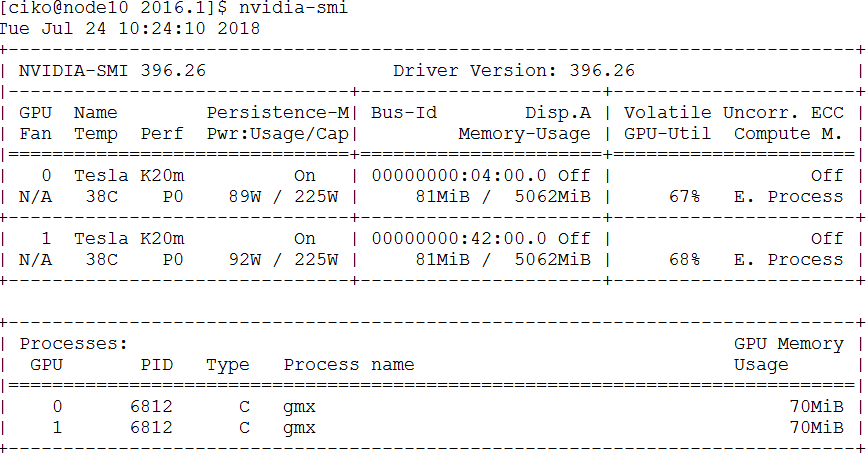 [ciko@node10 2016.1]$ nvidia-smi
Tue Jul 24 10:24:10 2018
+-----------------------------------------------------------------------------+
| NVIDIA-SMI 396.26                 Driver Version: 396.26                    |
|-------------------------------+----------------------+----------------------+
| GPU  Name        Persistence-M| Bus-Id        Disp.A | Volatile Uncorr. ECC |
| Fan  Temp  Perf  Pwr:Usage/Cap|         Memory-Usage | GPU-Util  Compute M. |
|===============================+======================+======================|
|   0  Tesla K20m          On   | 00000000:04:00.0 Off |                  Off |
| N/A   38C    P0    89W / 225W |     81MiB /  5062MiB |     67%   E. Process |
+-------------------------------+----------------------+----------------------+
|   1  Tesla K20m          On   | 00000000:42:00.0 Off |                  Off |
| N/A   38C    P0    92W / 225W |     81MiB /  5062MiB |     68%   E. Process |
+-------------------------------+----------------------+----------------------+
+-----------------------------------------------------------------------------+
| Processes:                                                       GPU Memory |
|  GPU       PID   Type   Process name                             Usage      |
|=============================================================================|
|    0      6812      C   gmx                                           70MiB |
|    1      6812      C   gmx                                           70MiB |
+-----------------------------------------------------------------------------+